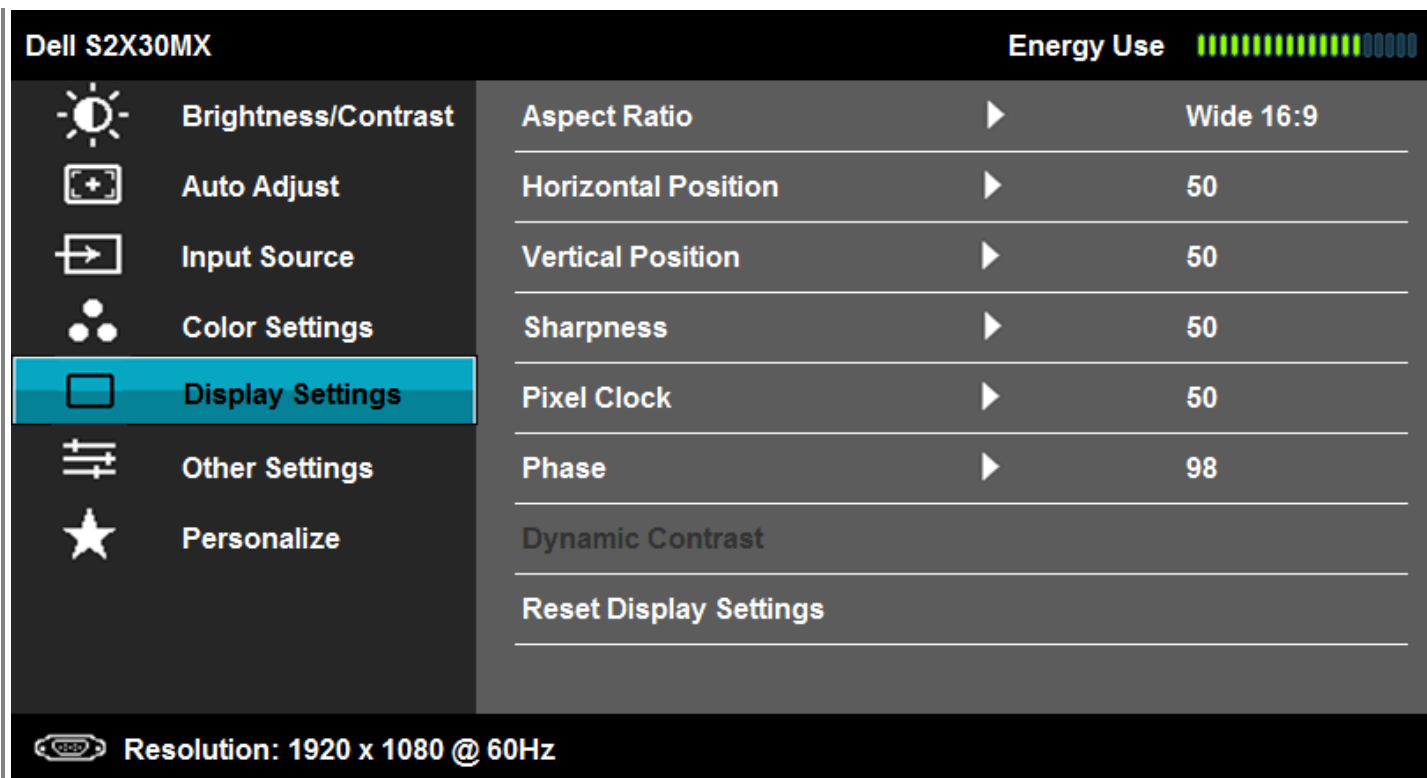 Dell S2X30MX Energy Use
Brightness/Contrast Aspect Ratio Wide 16:9
Auto Adjust Horizontal Position 50
Input Source Vertical Position 50
Color Settings Sharpness 50
Display Settings Pixel Clock 50
Other Settings Phase 98
Personalize Dynamic Contrast
Reset Display Settings
Resolution: 1920 x 1080 @ 60Hz